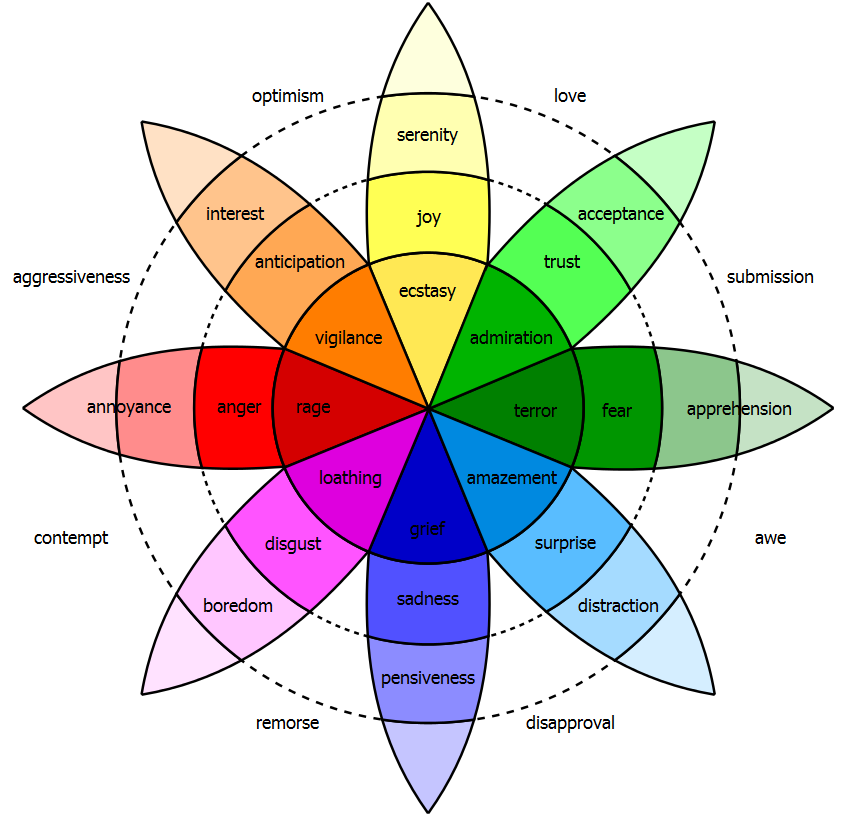 optimism
love
serenity
interest
acceptance
joy
anticipation
trust
aggressiveness
submission
ecstasy
vigilance
admiration
annoyance
anger
rage
terror
fear
apprehension
loathing
amazement
grief
contempt
awe
disgust
surprise
sadness
boredom
distraction
pensiveness
remorse
disapproval